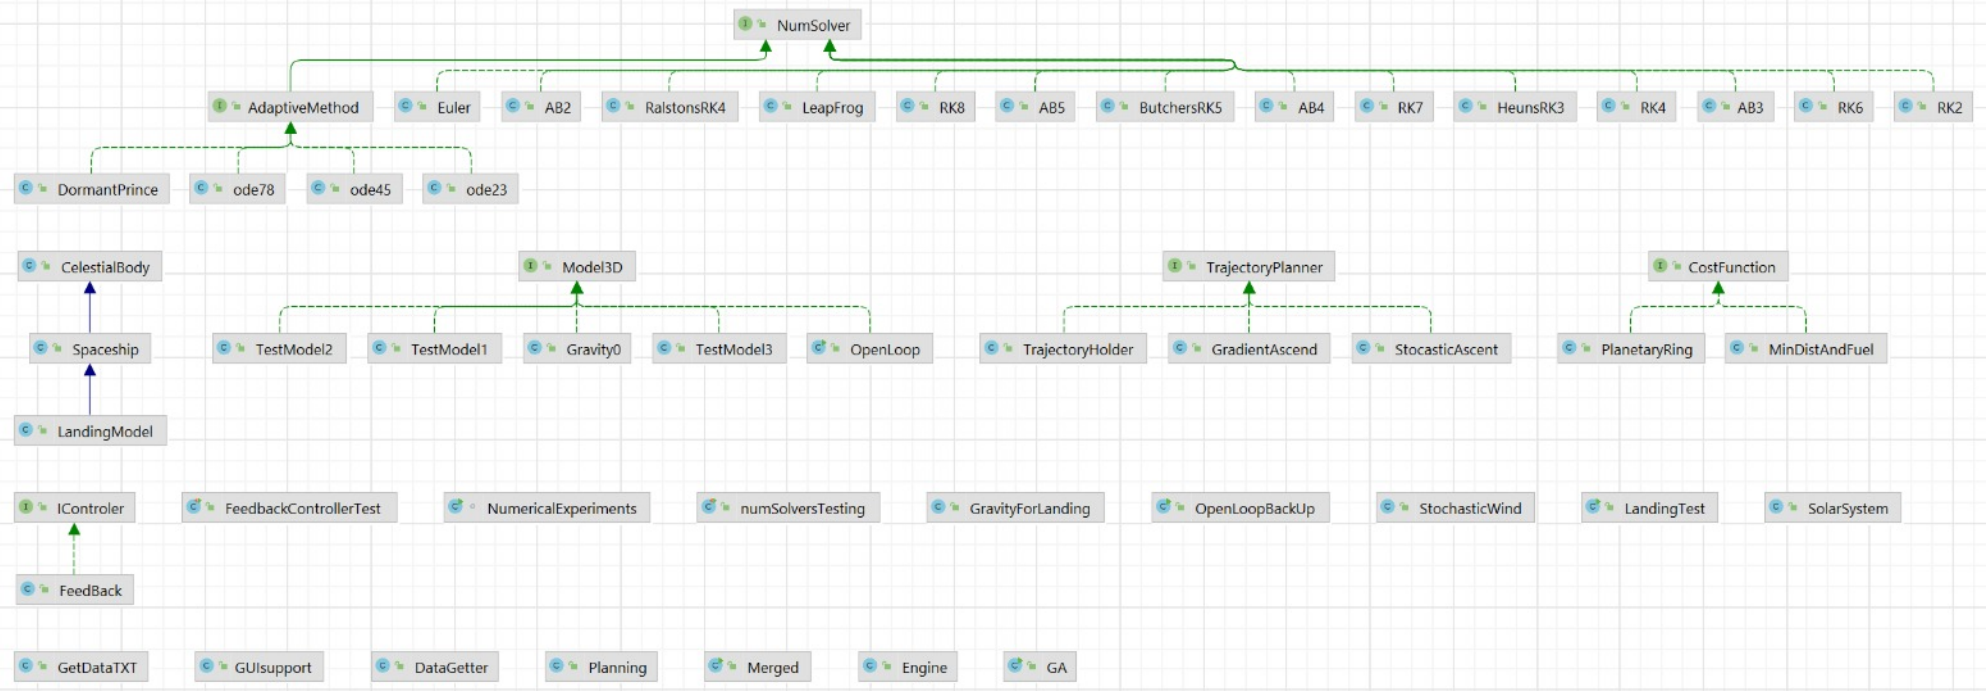 NumSolver
AdaptiveMethod Euler AB2 RalstonsRK4 LeapFrog RK8 AB5 ButchersRK5 AB4 RK7 HeunsRK3 RK4 AB3 RK6 RK2
DormantPrince ode78 ode45 ode23
CelestialBody Model3D TrajectoryPlanner CostFunction
Spaceship TestModel2 TestModel1 Gravity0 TestModel3 OpenLoop TrajectoryHolder GradientAscend StocasticAscent PlanetaryRing MinDistAndFuel
LandingModel
IControler FeedbackControllerTest NumericalExperiments numSolversTesting GravityForLanding OpenLoopBackUp StochasticWind LandingTest SolarSystem
FeedBack
GetDataTXT GUIsupport DataGetter Planning Merged Engine GA